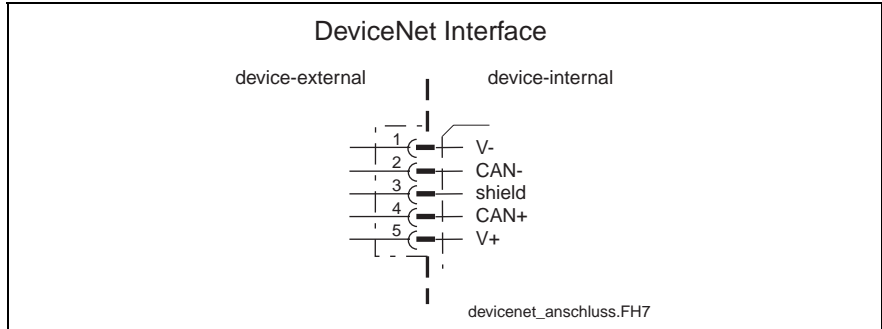 DeviceNet Interface
device-external device-internal
1 V-
2 CAN-
3 shield
4 CAN+
5 V+
devicenet_anschluss.FH7